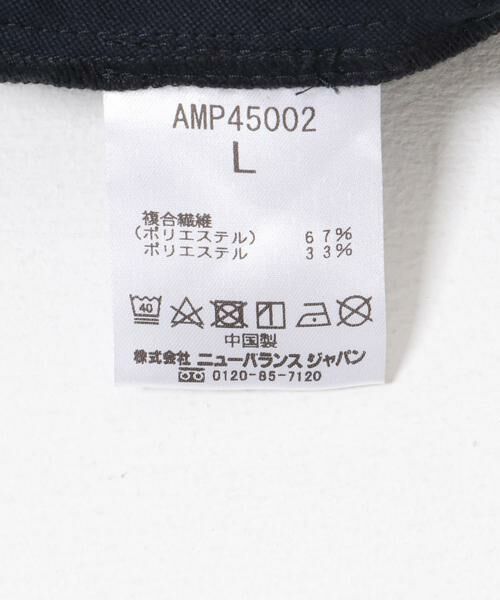 AMP45002
L
複合繊維
(ポリエステル) 67%
ポリエステル 33%
40
中国製
株式会社 ニューバランス ジャパン
0120-85-7120